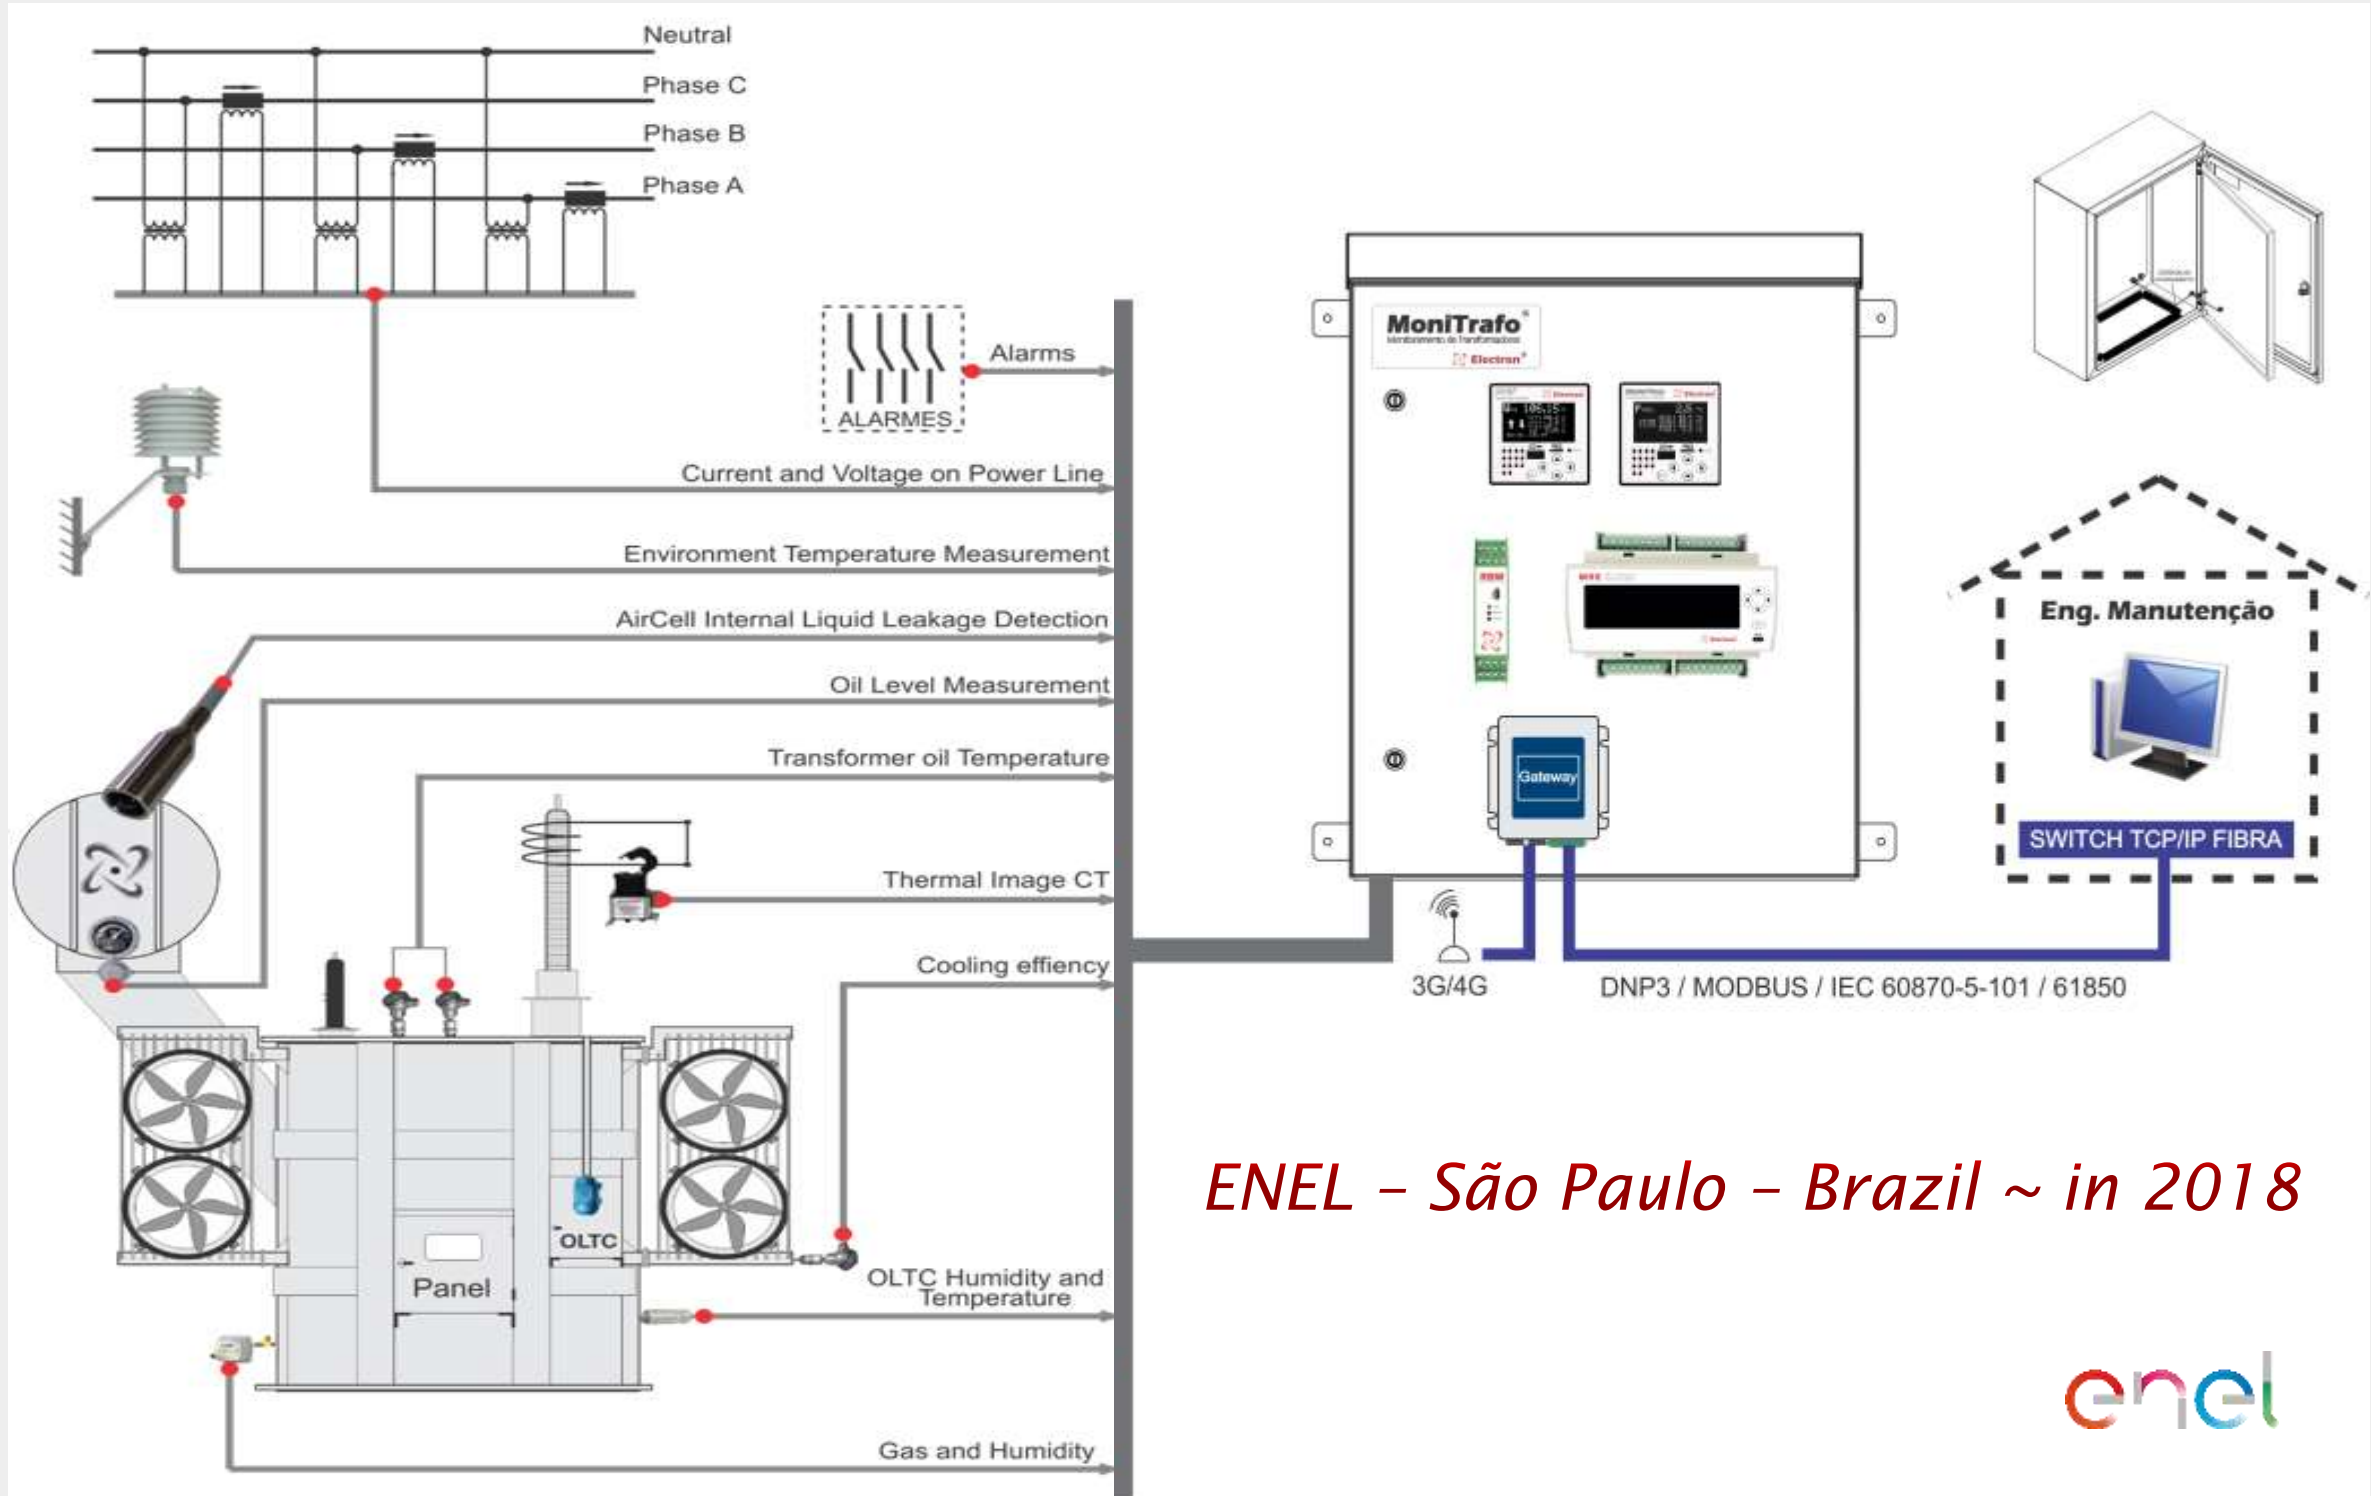 Neutral
Phase C
Phase B
Phase A
Alarms
ALARMES
Current and Voltage on Power Line
Environment Temperature Measurement
AirCell Internal Liquid Leakage Detection
Oil Level Measurement
Transformer oil Temperature
Thermal Image CT
Cooling effiency
OLTC
Panel
OLTC Humidity and
Temperature
Gas and Humidity
MoniTrafo
Monitoramento de Transformadores
Electron
Gateway
3G/4G
DNP3 / MODBUS / IEC 60870-5-101 / 61850
Eng. Manutenção
SWITCH TCP/IP FIBRA
ENEL – São Paulo – Brazil ~ in 2018
enel